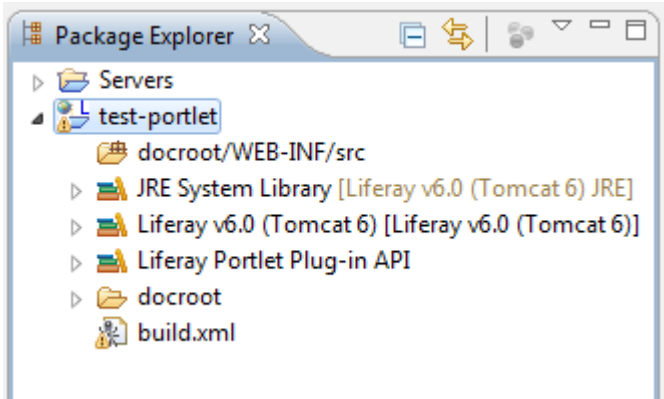 Package Explorer
Servers
test-portlet
docroot/WEB-INF/src
JRE System Library [Liferay v6.0 (Tomcat 6) JRE]
Liferay v6.0 (Tomcat 6) [Liferay v6.0 (Tomcat 6)]
Liferay Portlet Plug-in API
docroot
build.xml